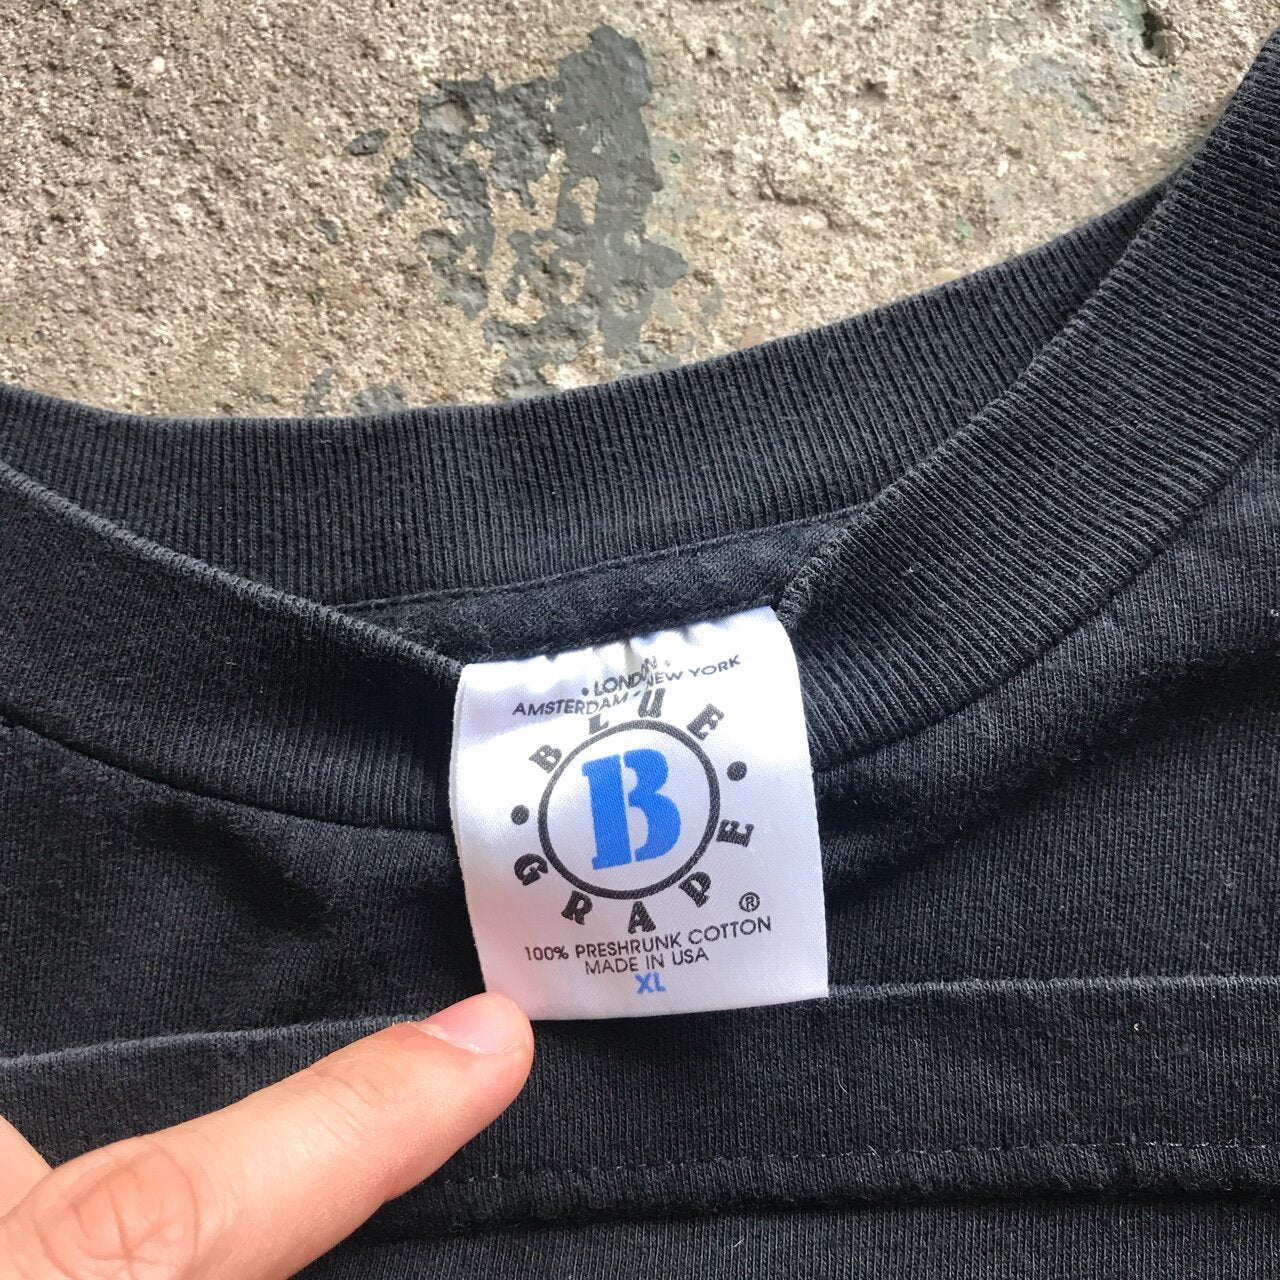 • LONDON •
AMSTERDAM NEW YORK
BLUE
B
GRAPE
®
100% PRESHRUNK COTTON
MADE IN USA
XL